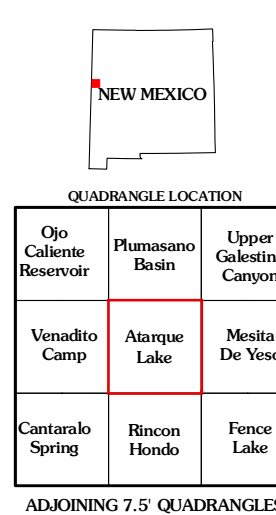 NEW MEXICO
QUADRANGLE LOCATION
Ojo
Caliente
Reservoir
Plumasano
Basin
Upper
Galestin
Canyon
Venadito
Camp
Atarque
Lake
Mesita
De Yeso
Cantaralo
Spring
Rincon
Hondo
Fence
Lake
ADJOINING 7.5' QUADRANGLES